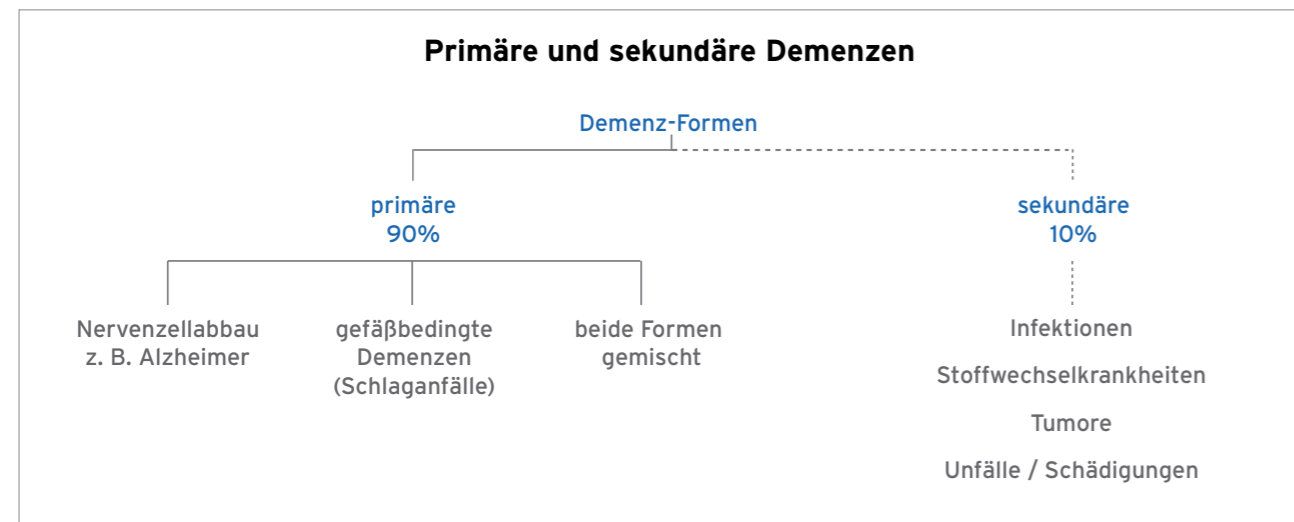 Primäre und sekundäre Demenzen
Demenz-Formen
primäre
90%
sekundäre
10%
Nervenzellabbau
z. B. Alzheimer
gefäßbedingte
Demenzen
(Schlaganfälle)
beide Formen
gemischt
Infektionen
Stoffwechselkrankheiten
Tumore
Unfälle / Schädigungen